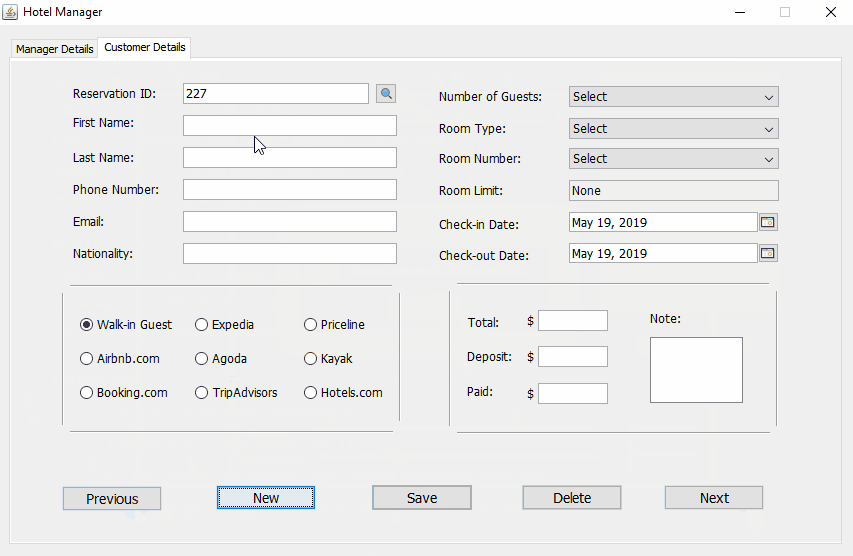 Hotel Manager
Manager Details Customer Details
Reservation ID: 227
First Name:
Last Name:
Phone Number:
Email:
Nationality:
Number of Guests: Select
Room Type: Select
Room Number: Select
Room Limit: None
Check-in Date: May 19, 2019
Check-out Date: May 19, 2019
Walk-in Guest Expedia Priceline
Airbnb.com Agoda Kayak
Booking.com TripAdvisors Hotels.com
Total: $
Deposit: $
Paid: $
Note:
Previous New Save Delete Next